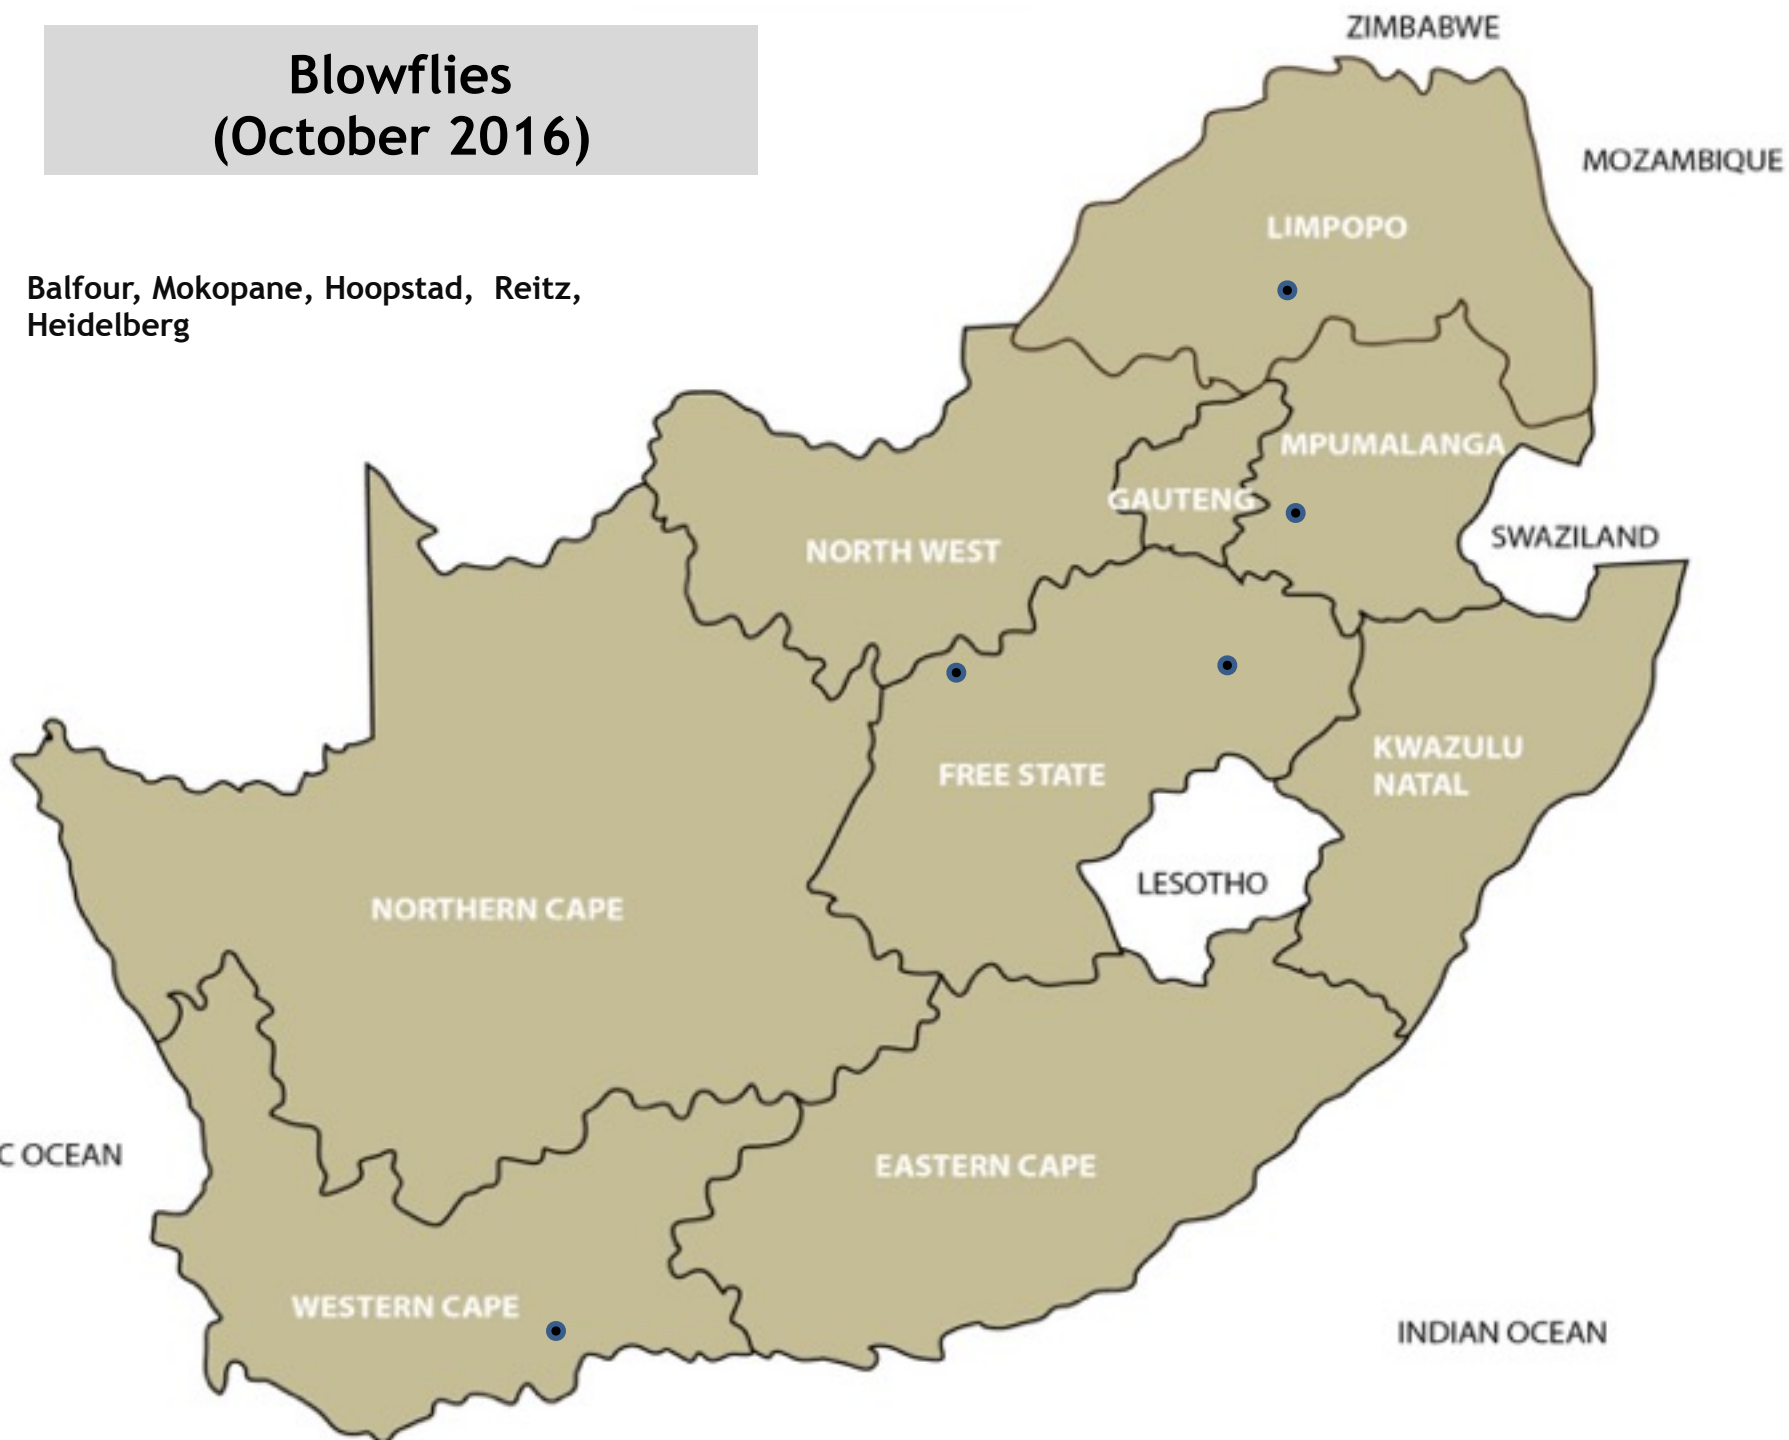 Blowflies
(October 2016)
Balfour, Mokopane, Hoopstad,  Reitz,
Heidelberg
ZIMBABWE
MOZAMBIQUE
LIMPOPO
MPUMALANGA
GAUTENG
SWAZILAND
NORTH WEST
KWAZULU
NATAL
FREE STATE
LESOTHO
NORTHERN CAPE
C OCEAN
EASTERN CAPE
WESTERN CAPE
INDIAN OCEAN